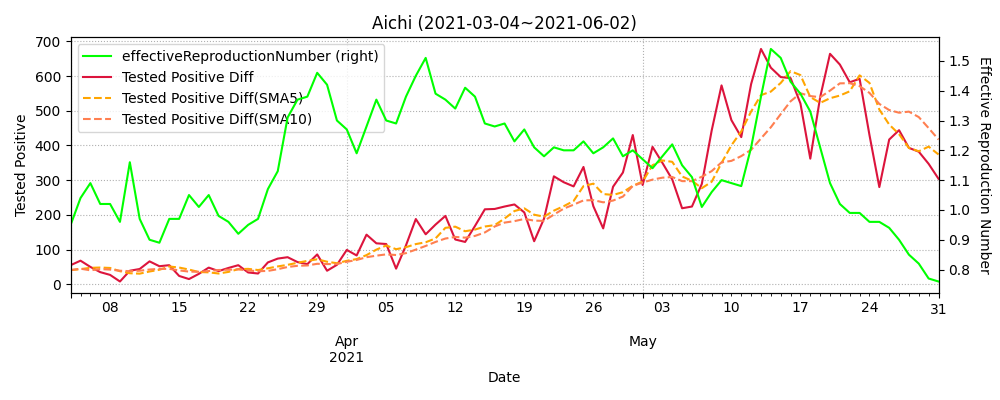 Aichi (2021-03-04~2021-06-02)
effectiveReproductionNumber (right)
Tested Positive Diff
Tested Positive Diff(SMA5)
Tested Positive Diff(SMA10)
Tested Positive
700
600
500
400
300
200
100
0
1.5
1.4
1.3
1.2
1.1
1.0
0.9
0.8
Effective Reproduction Number
08 15 22 29 05 12 19 26 03 10 17 24 31
Apr May
2021
Date